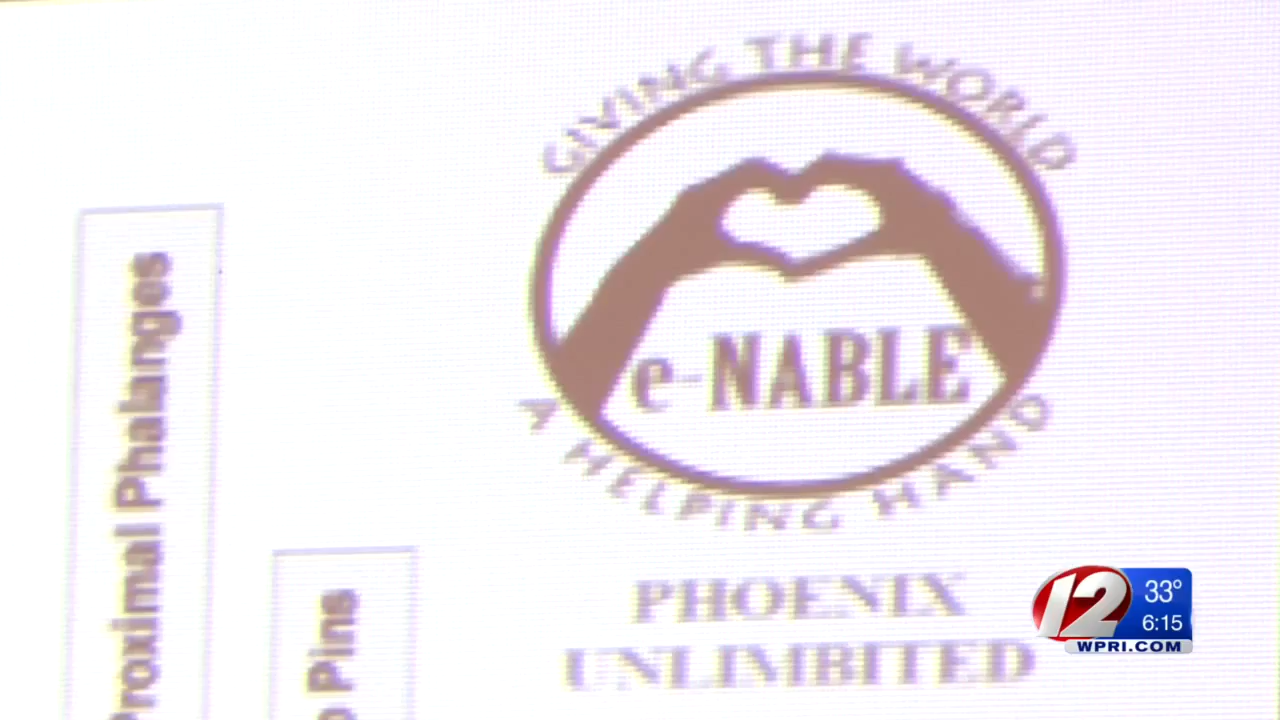 GIVING THE WORLD
e-NABLE
A HELPING HAND
PHOENIX
UNLIMBITED
Proximal Phalanges
Pins
12
33°
6:15
WPRI.COM